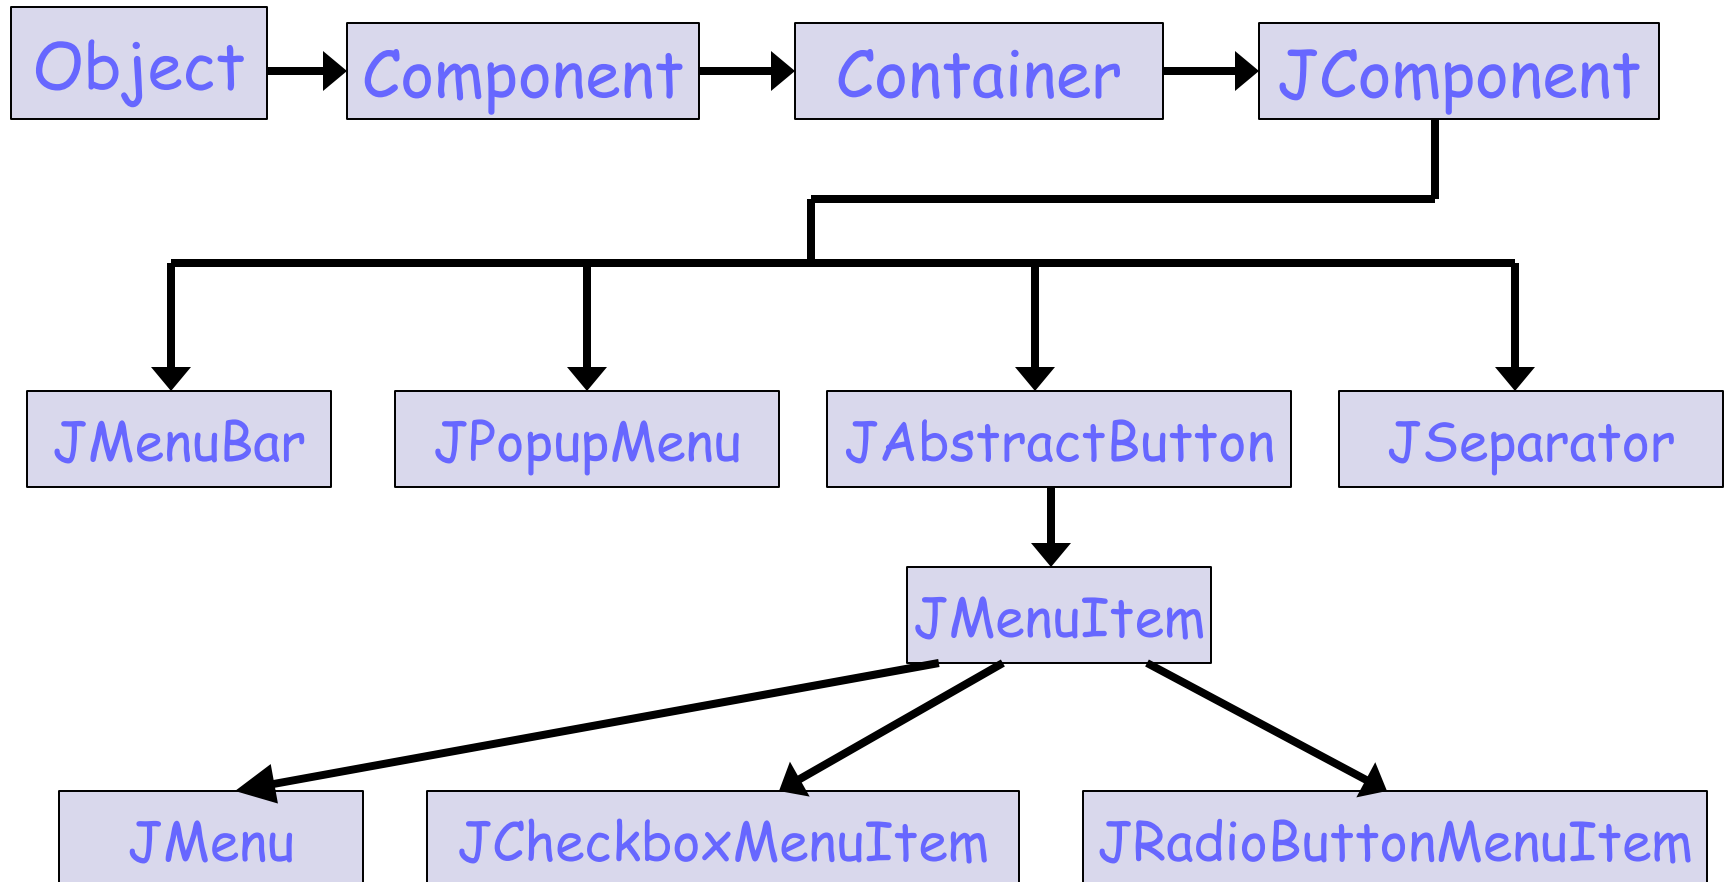 Object
Component
Container
JComponent
JMenuBar
JPopupMenu
JAbstractButton
JSeparator
JMenuItem
JMenu
JCheckboxMenuItem
JRadioButtonMenuItem